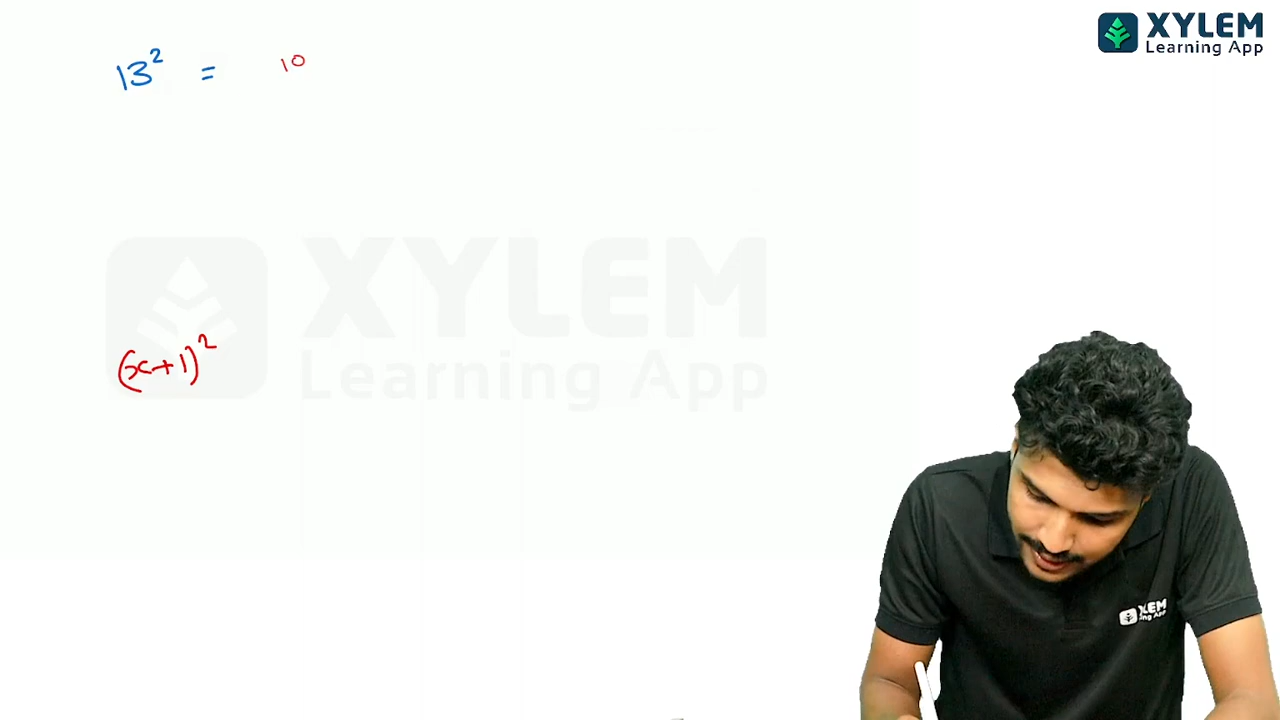 XYLEM
Learning App
13² = 10
XYLEM
Learning App
(x+1)²